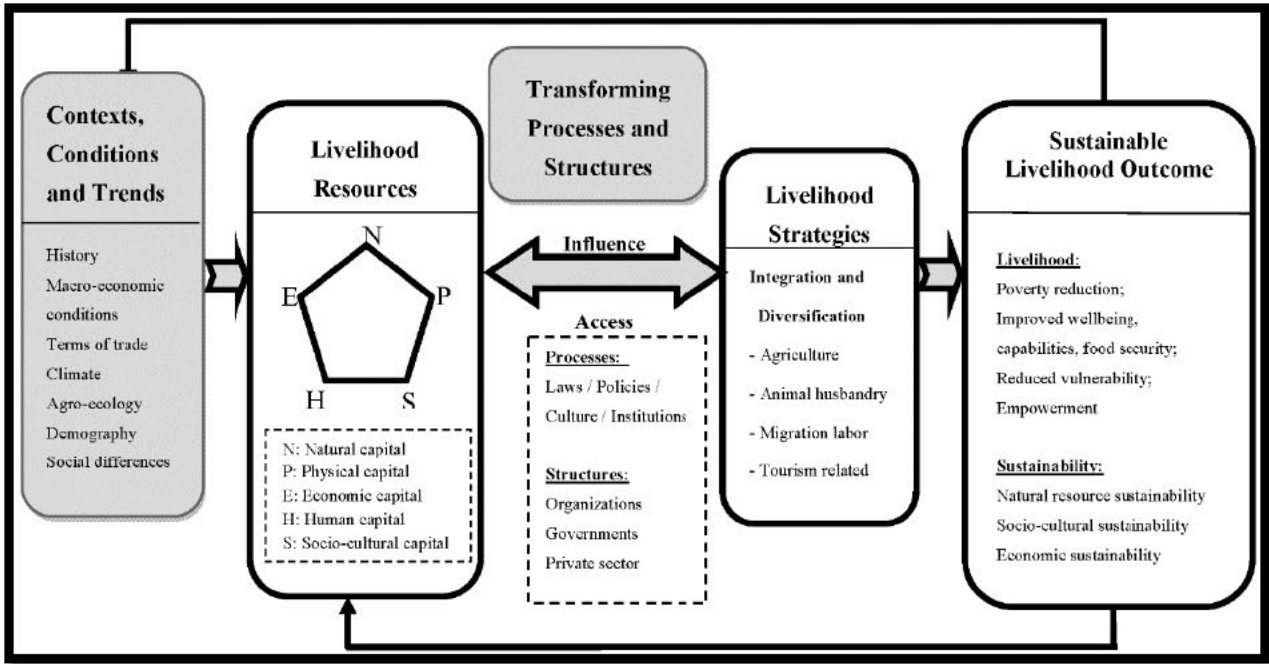 Contexts,
Conditions
and Trends
History
Macro-economic
conditions
Terms of trade
Climate
Agro-ecology
Demography
Social differences
Livelihood
Resources
N
E
P
H
S
N: Natural capital
P: Physical capital
E: Economic capital
H: Human capital
S: Socio-cultural capital
Transforming
Processes and
Structures
Influence
Access
Processes:
Laws / Policies /
Culture / Institutions
Structures:
Organizations
Governments
Private sector
Livelihood
Strategies
Integration and
Diversification
- Agriculture
- Animal husbandry
- Migration labor
- Tourism related
Sustainable
Livelihood Outcome
Livelihood:
Poverty reduction;
Improved wellbeing,
capabilities, food security;
Reduced vulnerability;
Empowerment
Sustainability:
Natural resource sustainability
Socio-cultural sustainability
Economic sustainability